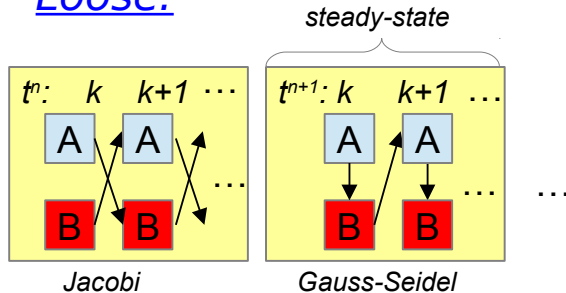 Loose:
steady-state
tⁿ: k k+1 ...
A A
...
B B
Jacobi
tⁿ⁺¹: k k+1 ...
A A
...
B B
Gauss-Seidel
...